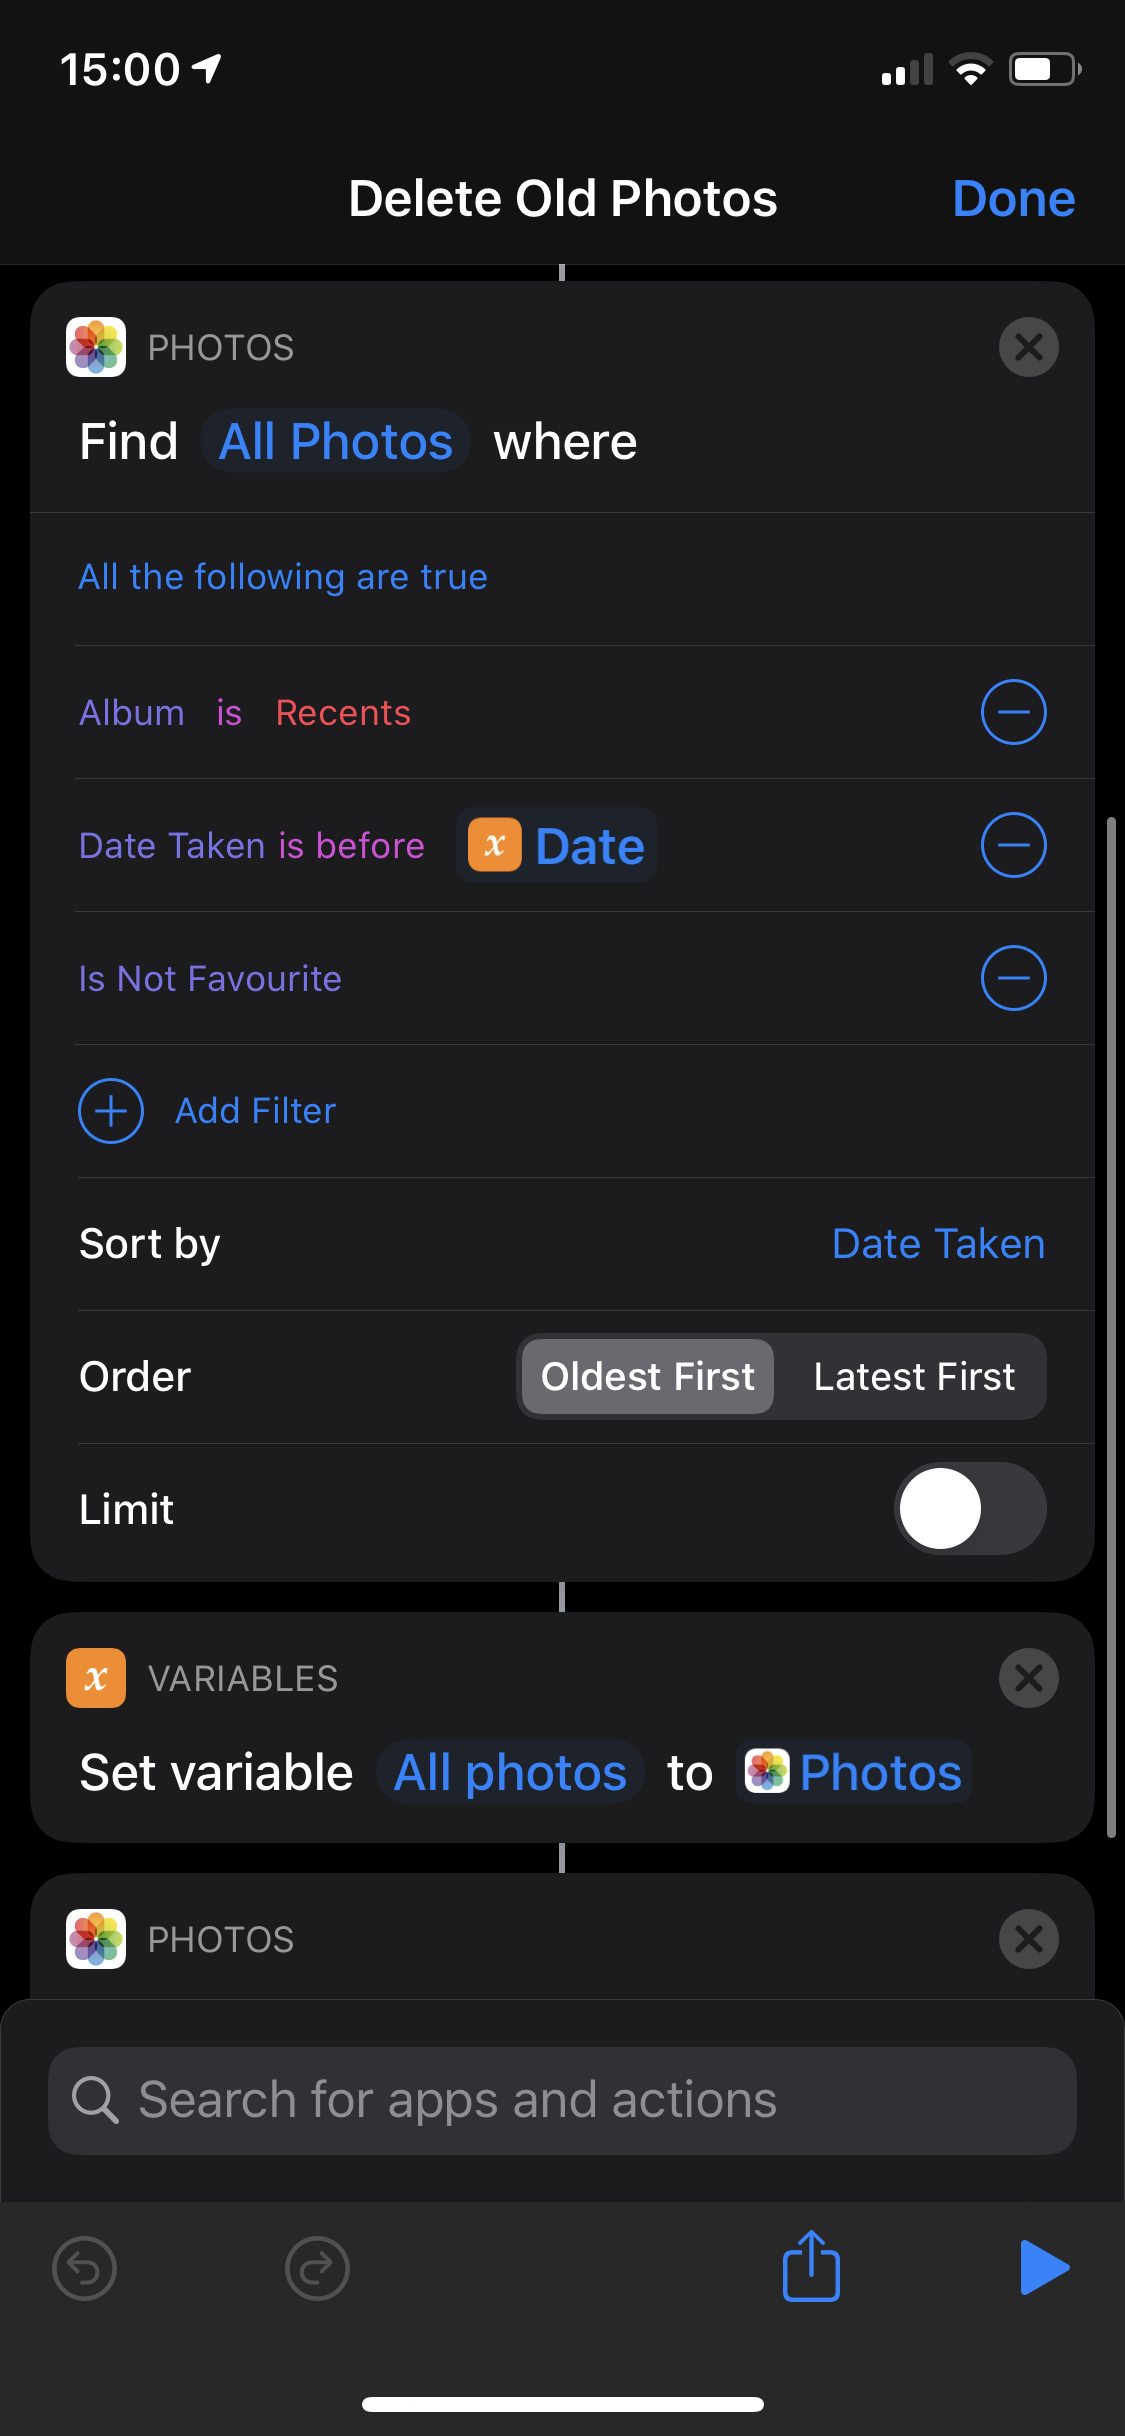 15:00
Delete Old Photos Done
PHOTOS
Find All Photos where
All the following are true
Album is Recents
Date Taken is before x Date
Is Not Favourite
Add Filter
Sort by Date Taken
Order Oldest First Latest First
Limit
x VARIABLES
Set variable All photos to Photos
PHOTOS
Search for apps and actions